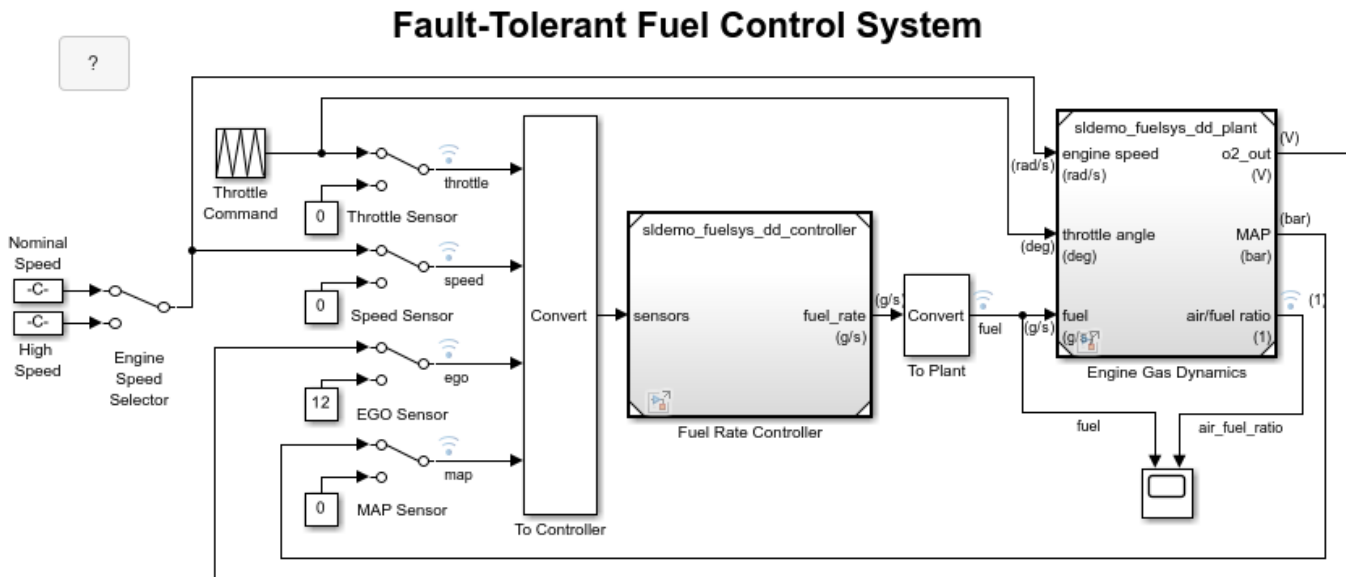 Fault-Tolerant Fuel Control System
?
Throttle
Command
0
Throttle Sensor
throttle
Nominal
Speed
-C-
-C-
High
Speed
Engine
Speed
Selector
0
Speed Sensor
speed
12
EGO Sensor
ego
0
MAP Sensor
map
Convert
To Controller
sldemo_fuelsys_dd_controller
sensors
fuel_rate
(g/s)
Fuel Rate Controller
(g/s)
Convert
To Plant
fuel
(rad/s)
(deg)
(g/s)
sldemo_fuelsys_dd_plant
engine speed
(rad/s)
o2_out
(V)
throttle angle
(deg)
MAP
(bar)
fuel
(g/s)
air/fuel ratio
(1)
Engine Gas Dynamics
(V)
(bar)
(1)
fuel
air_fuel_ratio